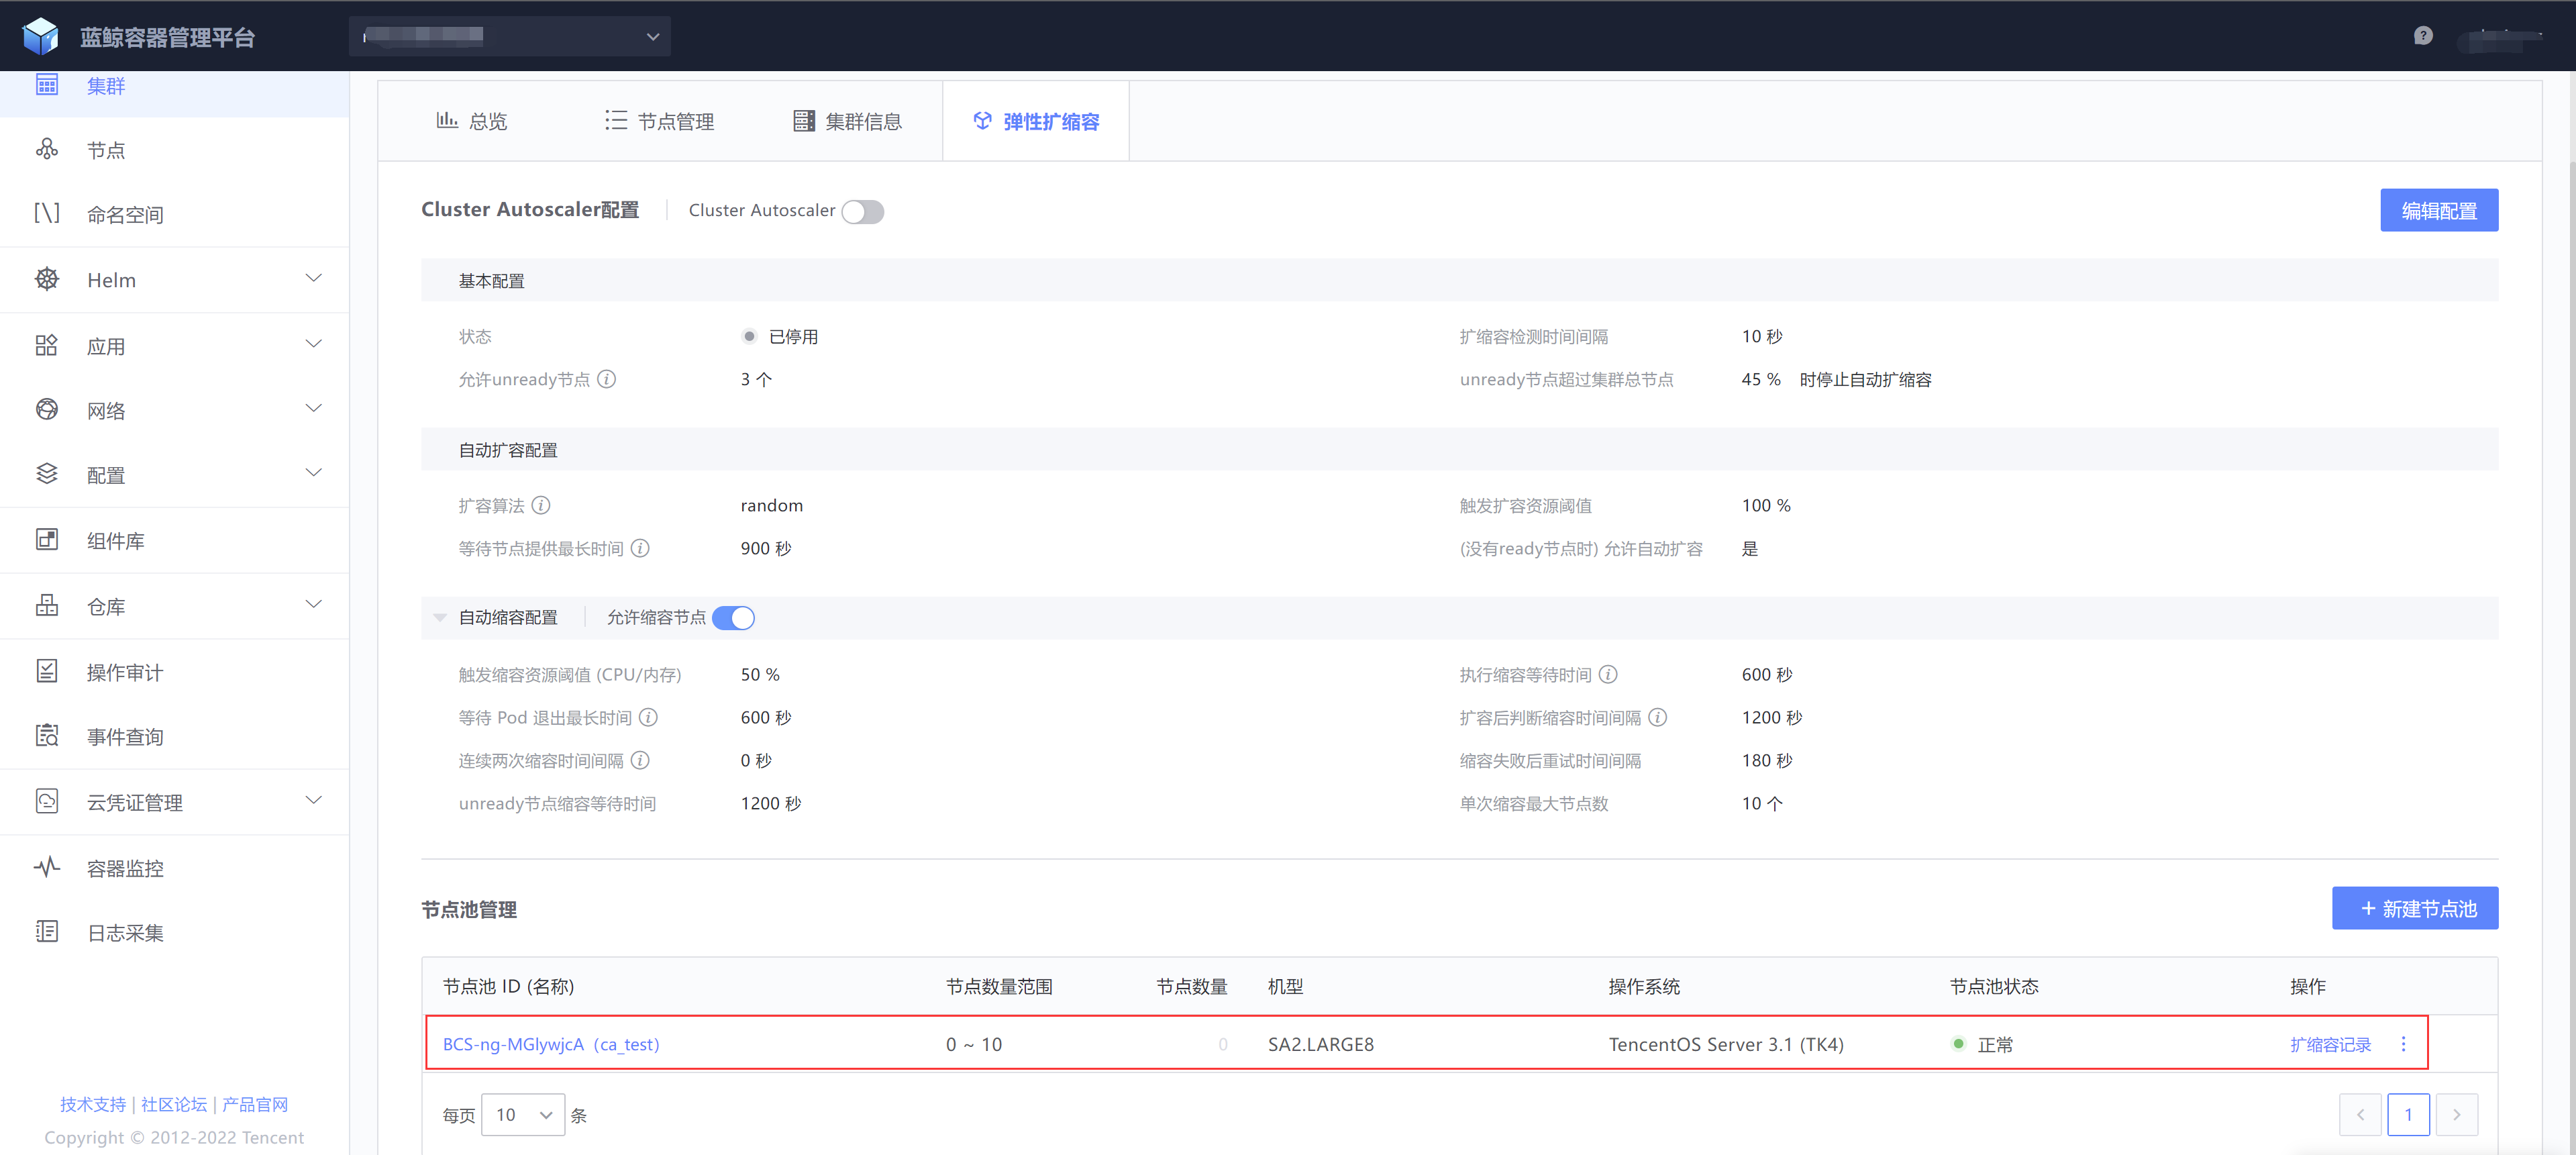 蓝鲸容器管理平台
集群
节点
命名空间
Helm
应用
网络
配置
组件库
仓库
操作审计
事件查询
云凭证管理
容器监控
日志采集
技术支持 | 社区论坛 | 产品官网
Copyright © 2012-2022 Tencent
总览 节点管理 集群信息 弹性扩缩容
Cluster Autoscaler配置 Cluster Autoscaler 编辑配置
基本配置
状态 已停用 扩缩容检测时间间隔 10 秒
允许unready节点 3 个 unready节点超过集群总节点 45 % 时停止自动扩缩容
自动扩容配置
扩容算法 random 触发扩容资源阈值 100 %
等待节点提供最长时间 900 秒 (没有ready节点时) 允许自动扩容 是
自动缩容配置 允许缩容节点
触发缩容资源阈值 (CPU/内存) 50 % 执行缩容等待时间 600 秒
等待 Pod 退出最长时间 600 秒 扩容后判断缩容时间间隔 1200 秒
连续两次缩容时间间隔 0 秒 缩容失败后重试时间间隔 180 秒
unready节点缩容等待时间 1200 秒 单次缩容最大节点数 10 个
节点池管理 + 新建节点池
节点池 ID (名称) 节点数量范围 节点数量 机型 操作系统 节点池状态 操作
BCS-ng-MGlywjcA（ca_test） 0 ~ 10 0 SA2.LARGE8 TencentOS Server 3.1 (TK4) 正常 扩缩容记录
每页 10 条 1